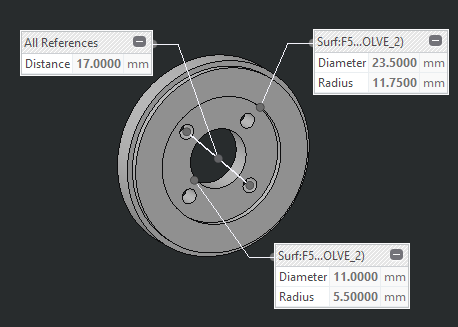 All References
Distance 17.0000 mm
Surf:F5...OLVE_2)
Diameter 23.5000 mm
Radius 11.7500 mm
Surf:F5...OLVE_2)
Diameter 11.0000 mm
Radius 5.50000 mm